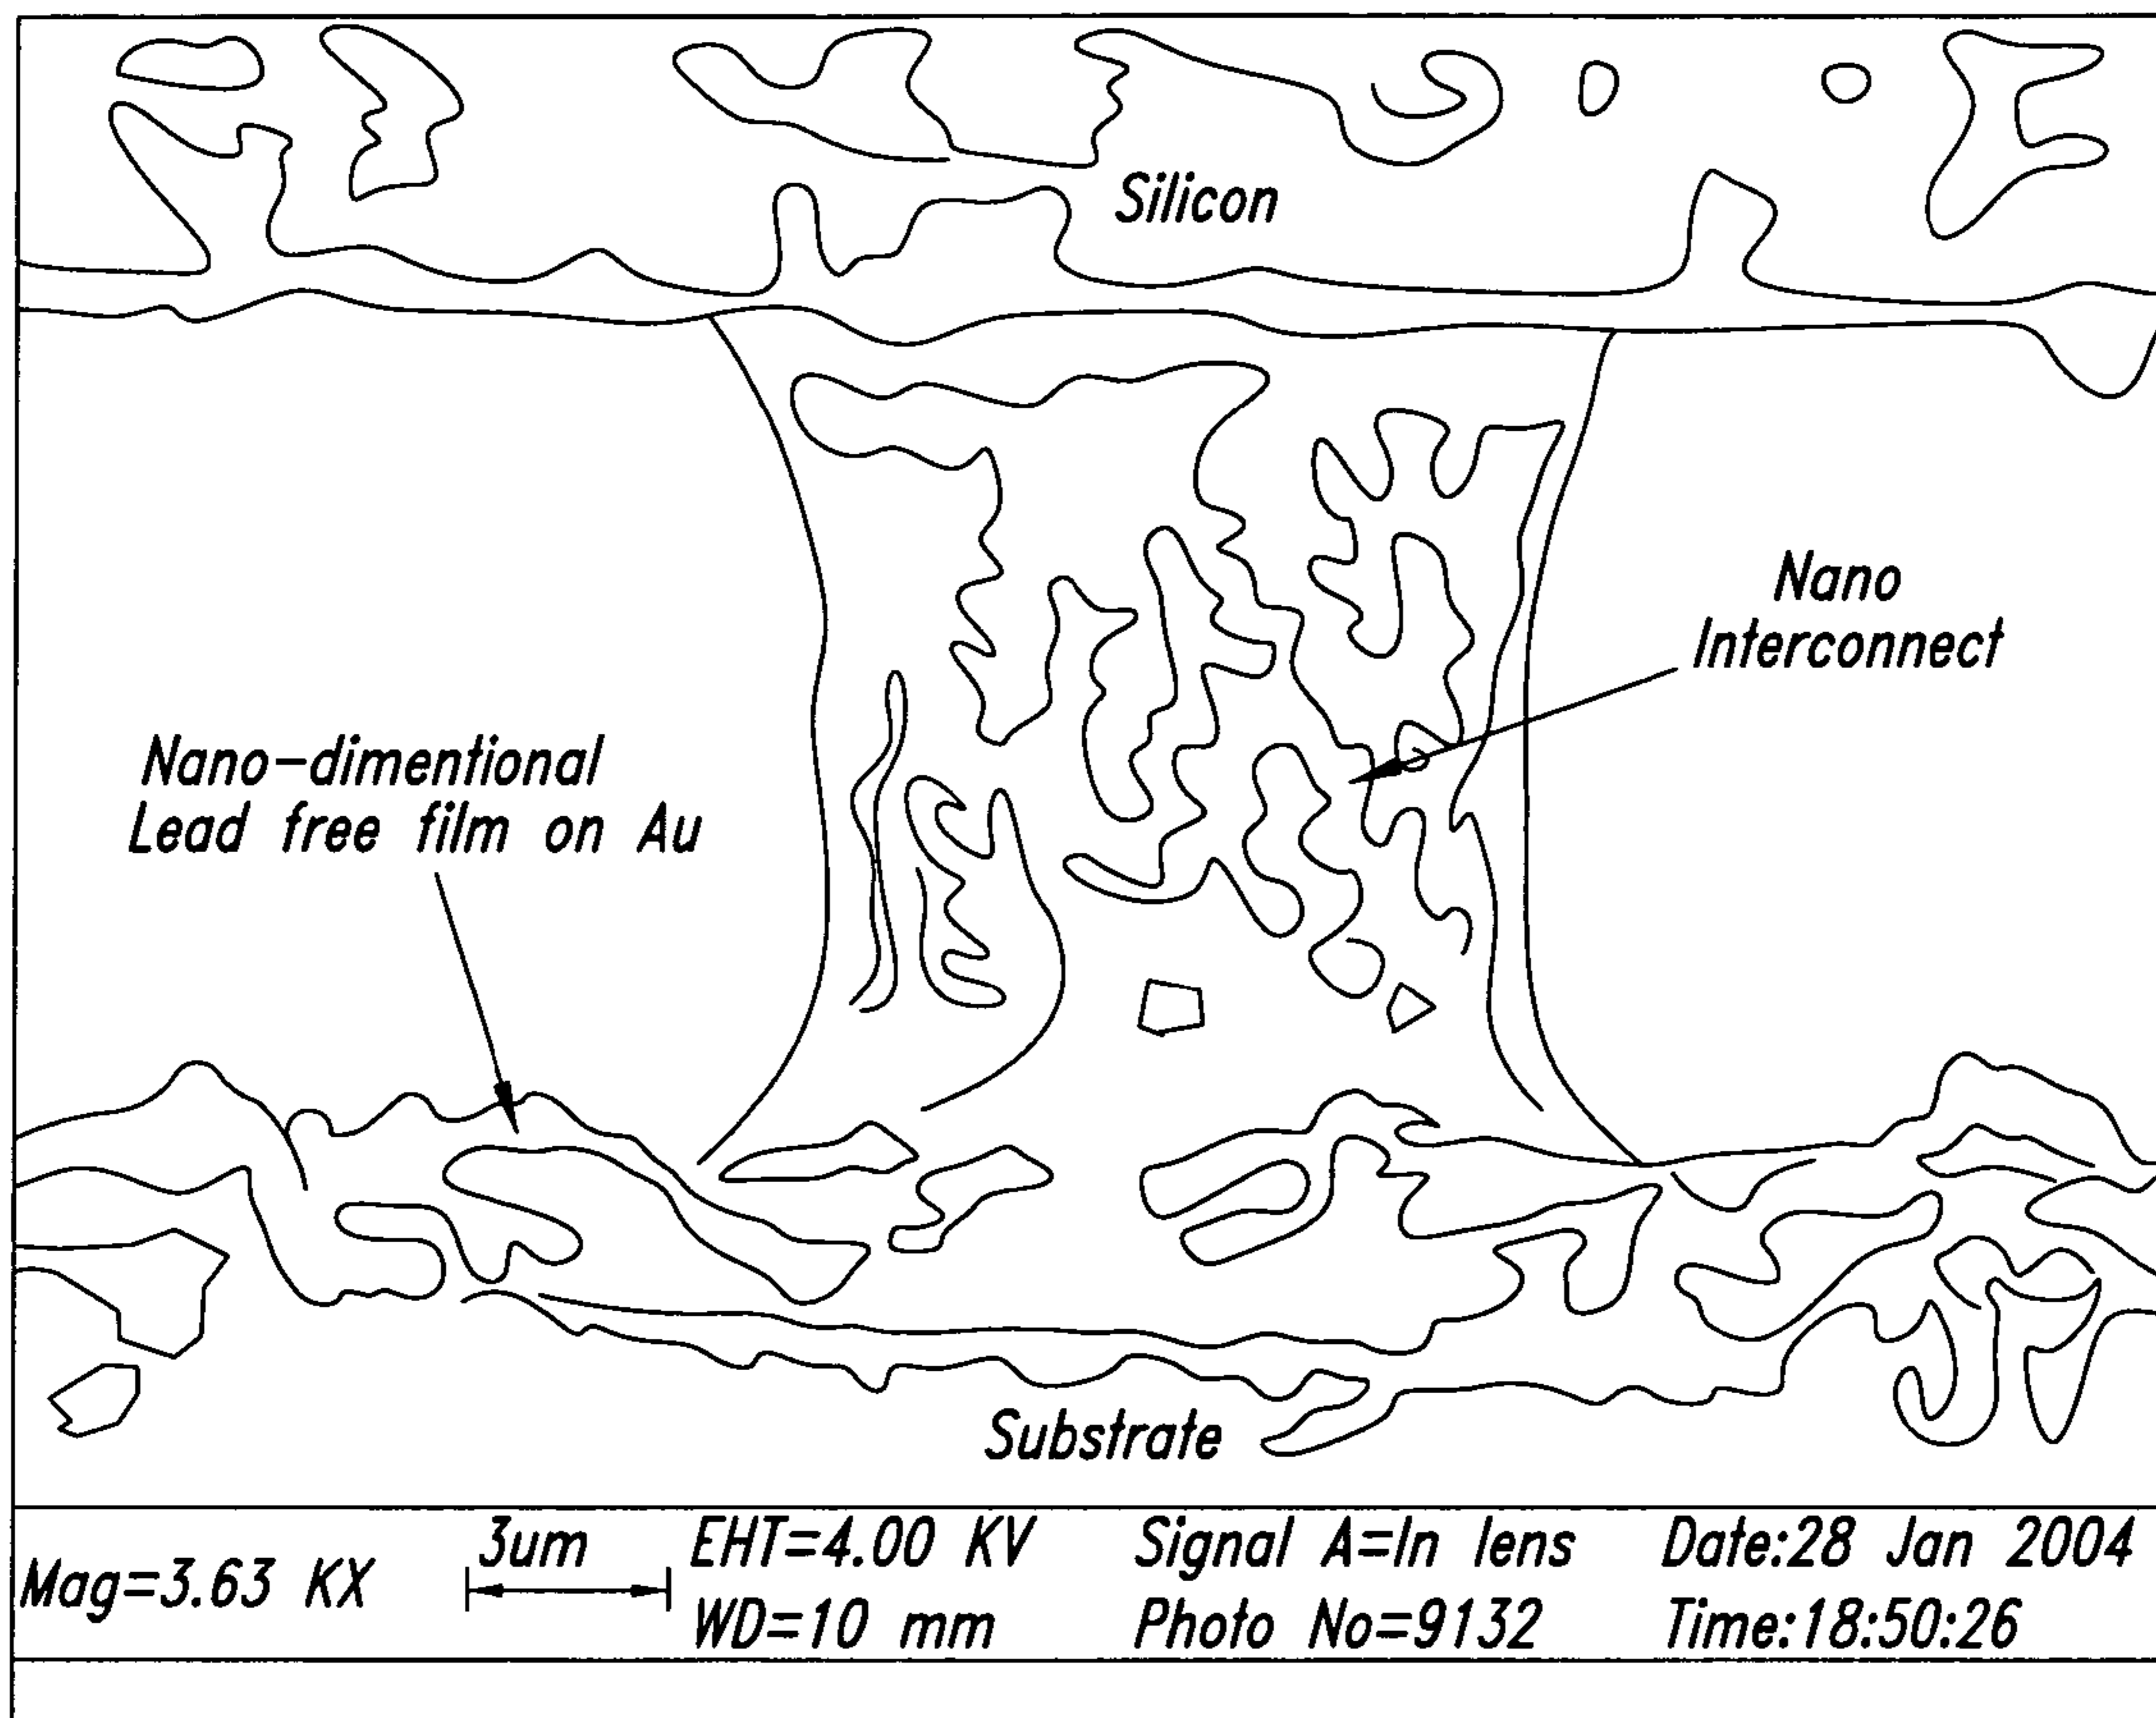 Silicon
Nano
Interconnect
Nano-dimentional
Lead free film on Au
Substrate
Mag=3.63 KX
3um
EHT=4.00 KV
WD=10 mm
Signal A=In lens
Photo No=9132
Date:28 Jan 2004
Time:18:50:26